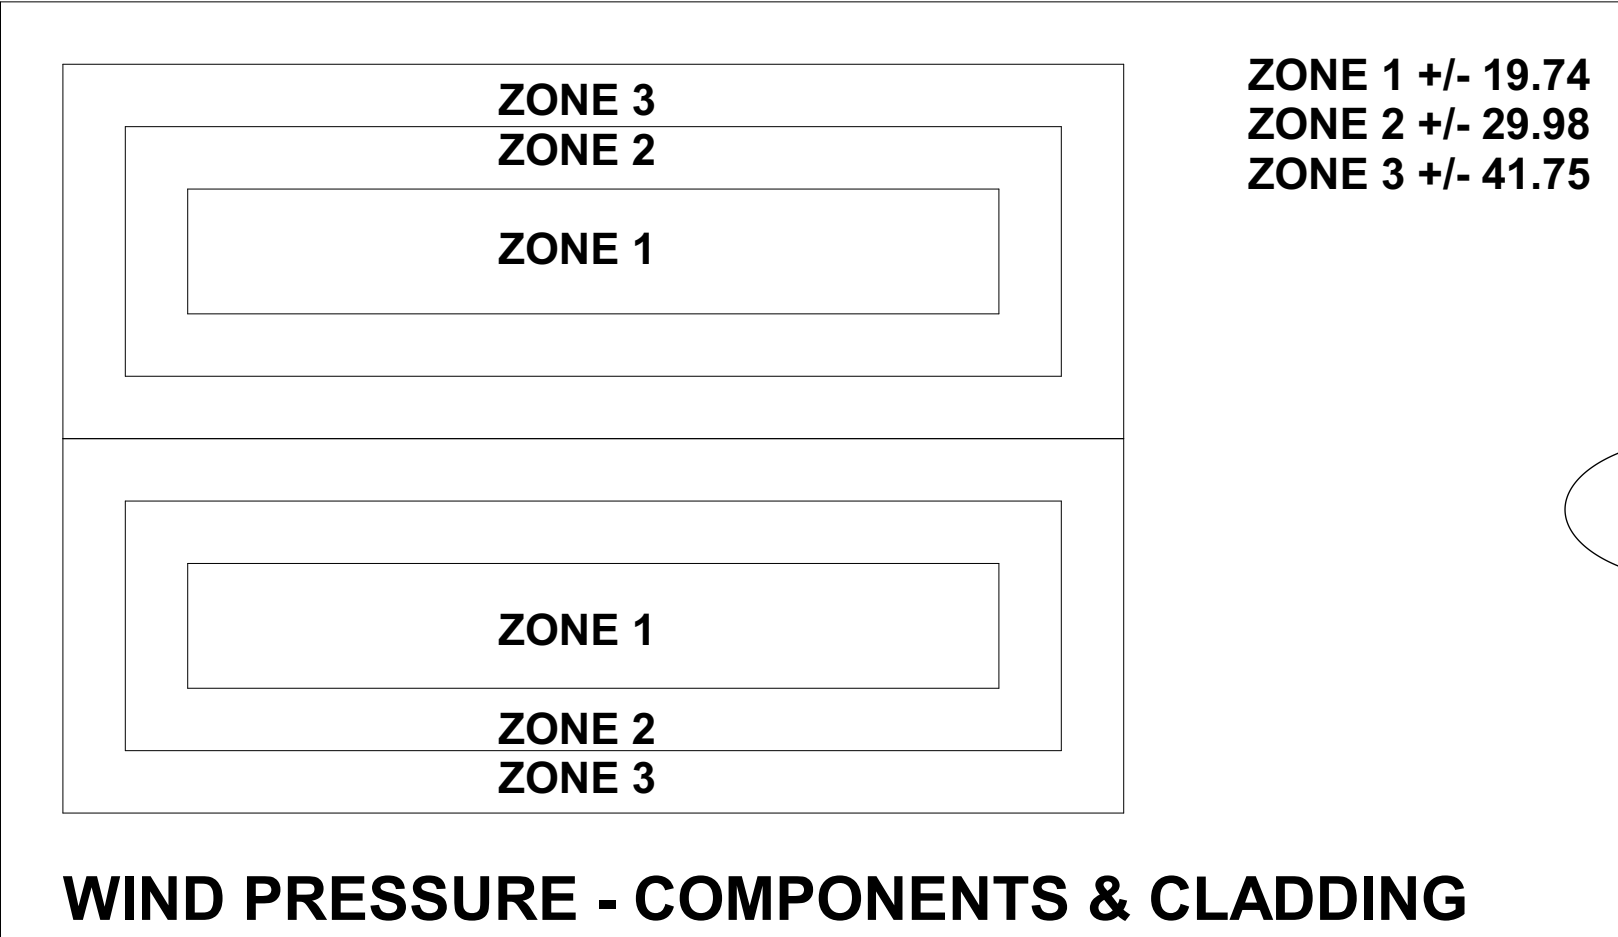 ZONE 3
ZONE 2
ZONE 1
ZONE 1
ZONE 2
ZONE 3
ZONE 1 +/- 19.74
ZONE 2 +/- 29.98
ZONE 3 +/- 41.75
WIND PRESSURE - COMPONENTS & CLADDING